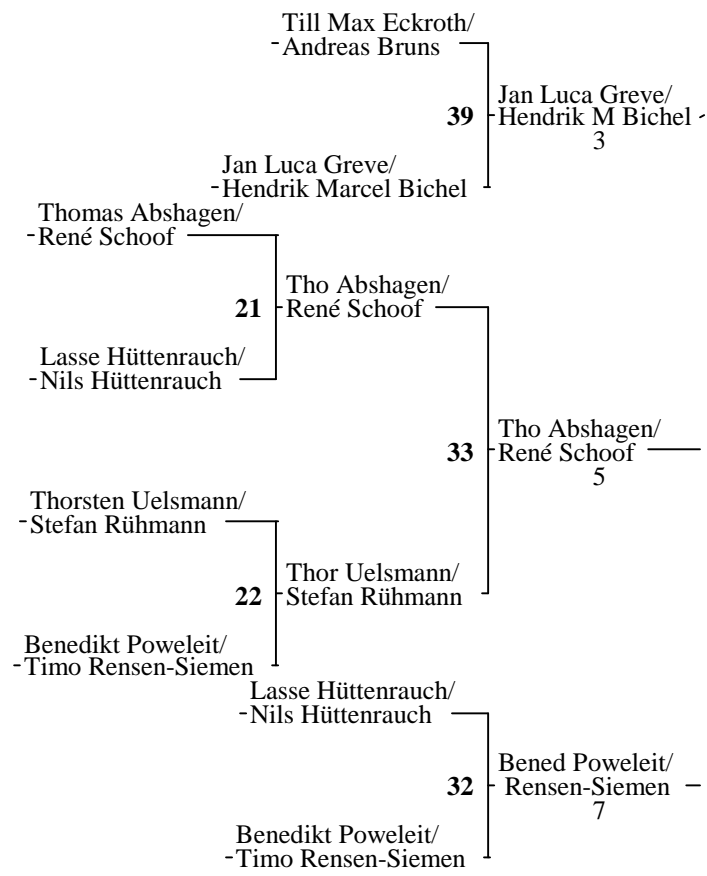 Till Max Eckroth/
-Andreas Bruns
39
Jan Luca Greve/
-Hendrik M Bichel -
3
Jan Luca Greve/
-Hendrik Marcel Bichel
Thomas Abshagen/
-René Schoof
21
Tho Abshagen/
-René Schoof
Lasse Hüttenrauch/
-Nils Hüttenrauch
33
Tho Abshagen/
-René Schoof
5
Thorsten Uelsmann/
-Stefan Rühmann
22
Thor Uelsmann/
-Stefan Rühmann
Benedikt Poweleit/
-Timo Rensen-Siemen
Lasse Hüttenrauch/
-Nils Hüttenrauch
32
Bened Poweleit/
-Rensen-Siemen
7
Benedikt Poweleit/
-Timo Rensen-Siemen